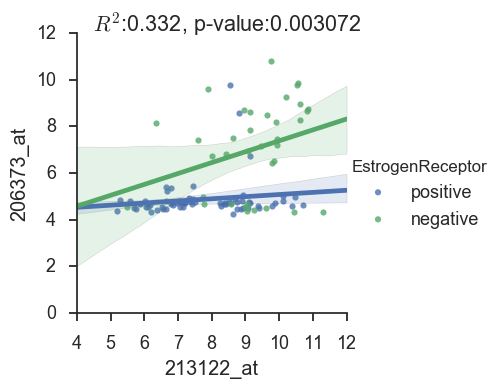 R²:0.332, p-value:0.003072
12
10
8
6
4
2
0
206373_at
4 5 6 7 8 9 10 11 12
213122_at
EstrogenReceptor
positive
negative